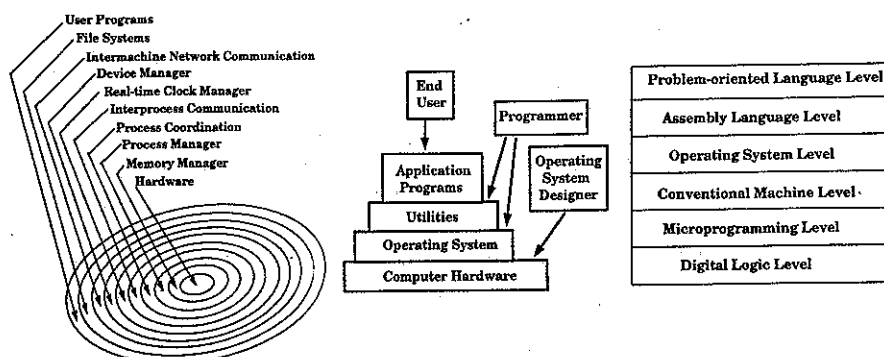 User Programs
File Systems
Intermachine Network Communication
Device Manager
Real-time Clock Manager
Interprocess Communication
Process Coordination
Process Manager
Memory Manager
Hardware
End
User
Programmer
Application
Programs
Operating
System
Designer
Utilities
Operating System
Computer Hardware
Problem-oriented Language Level
Assembly Language Level
Operating System Level
Conventional Machine Level
Microprogramming Level
Digital Logic Level